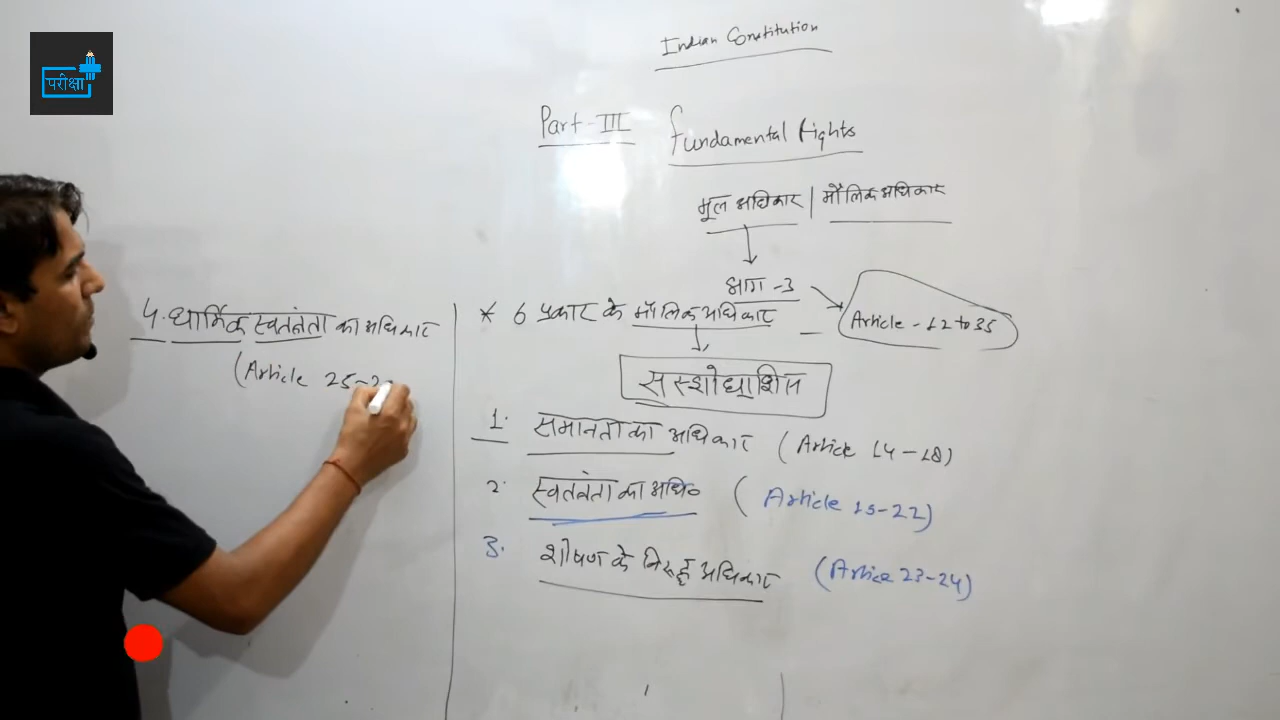 परीक्षा
Indian Constitution
Part-III Fundamental Rights
मूल अधिकार | मौलिक अधिकार
भाग -3
Article - 12 to 35
* 6 प्रकार के मौलिक अधिकार
1. समानता का अधिकार (Article 14-18)
2. स्वतंत्रता का अधि० (Article 19-22)
3. शोषण के विरुद्ध अधिकार (Article 23-24)
4. धार्मिक स्वतंत्रता का अधिकार
(Article 25-2